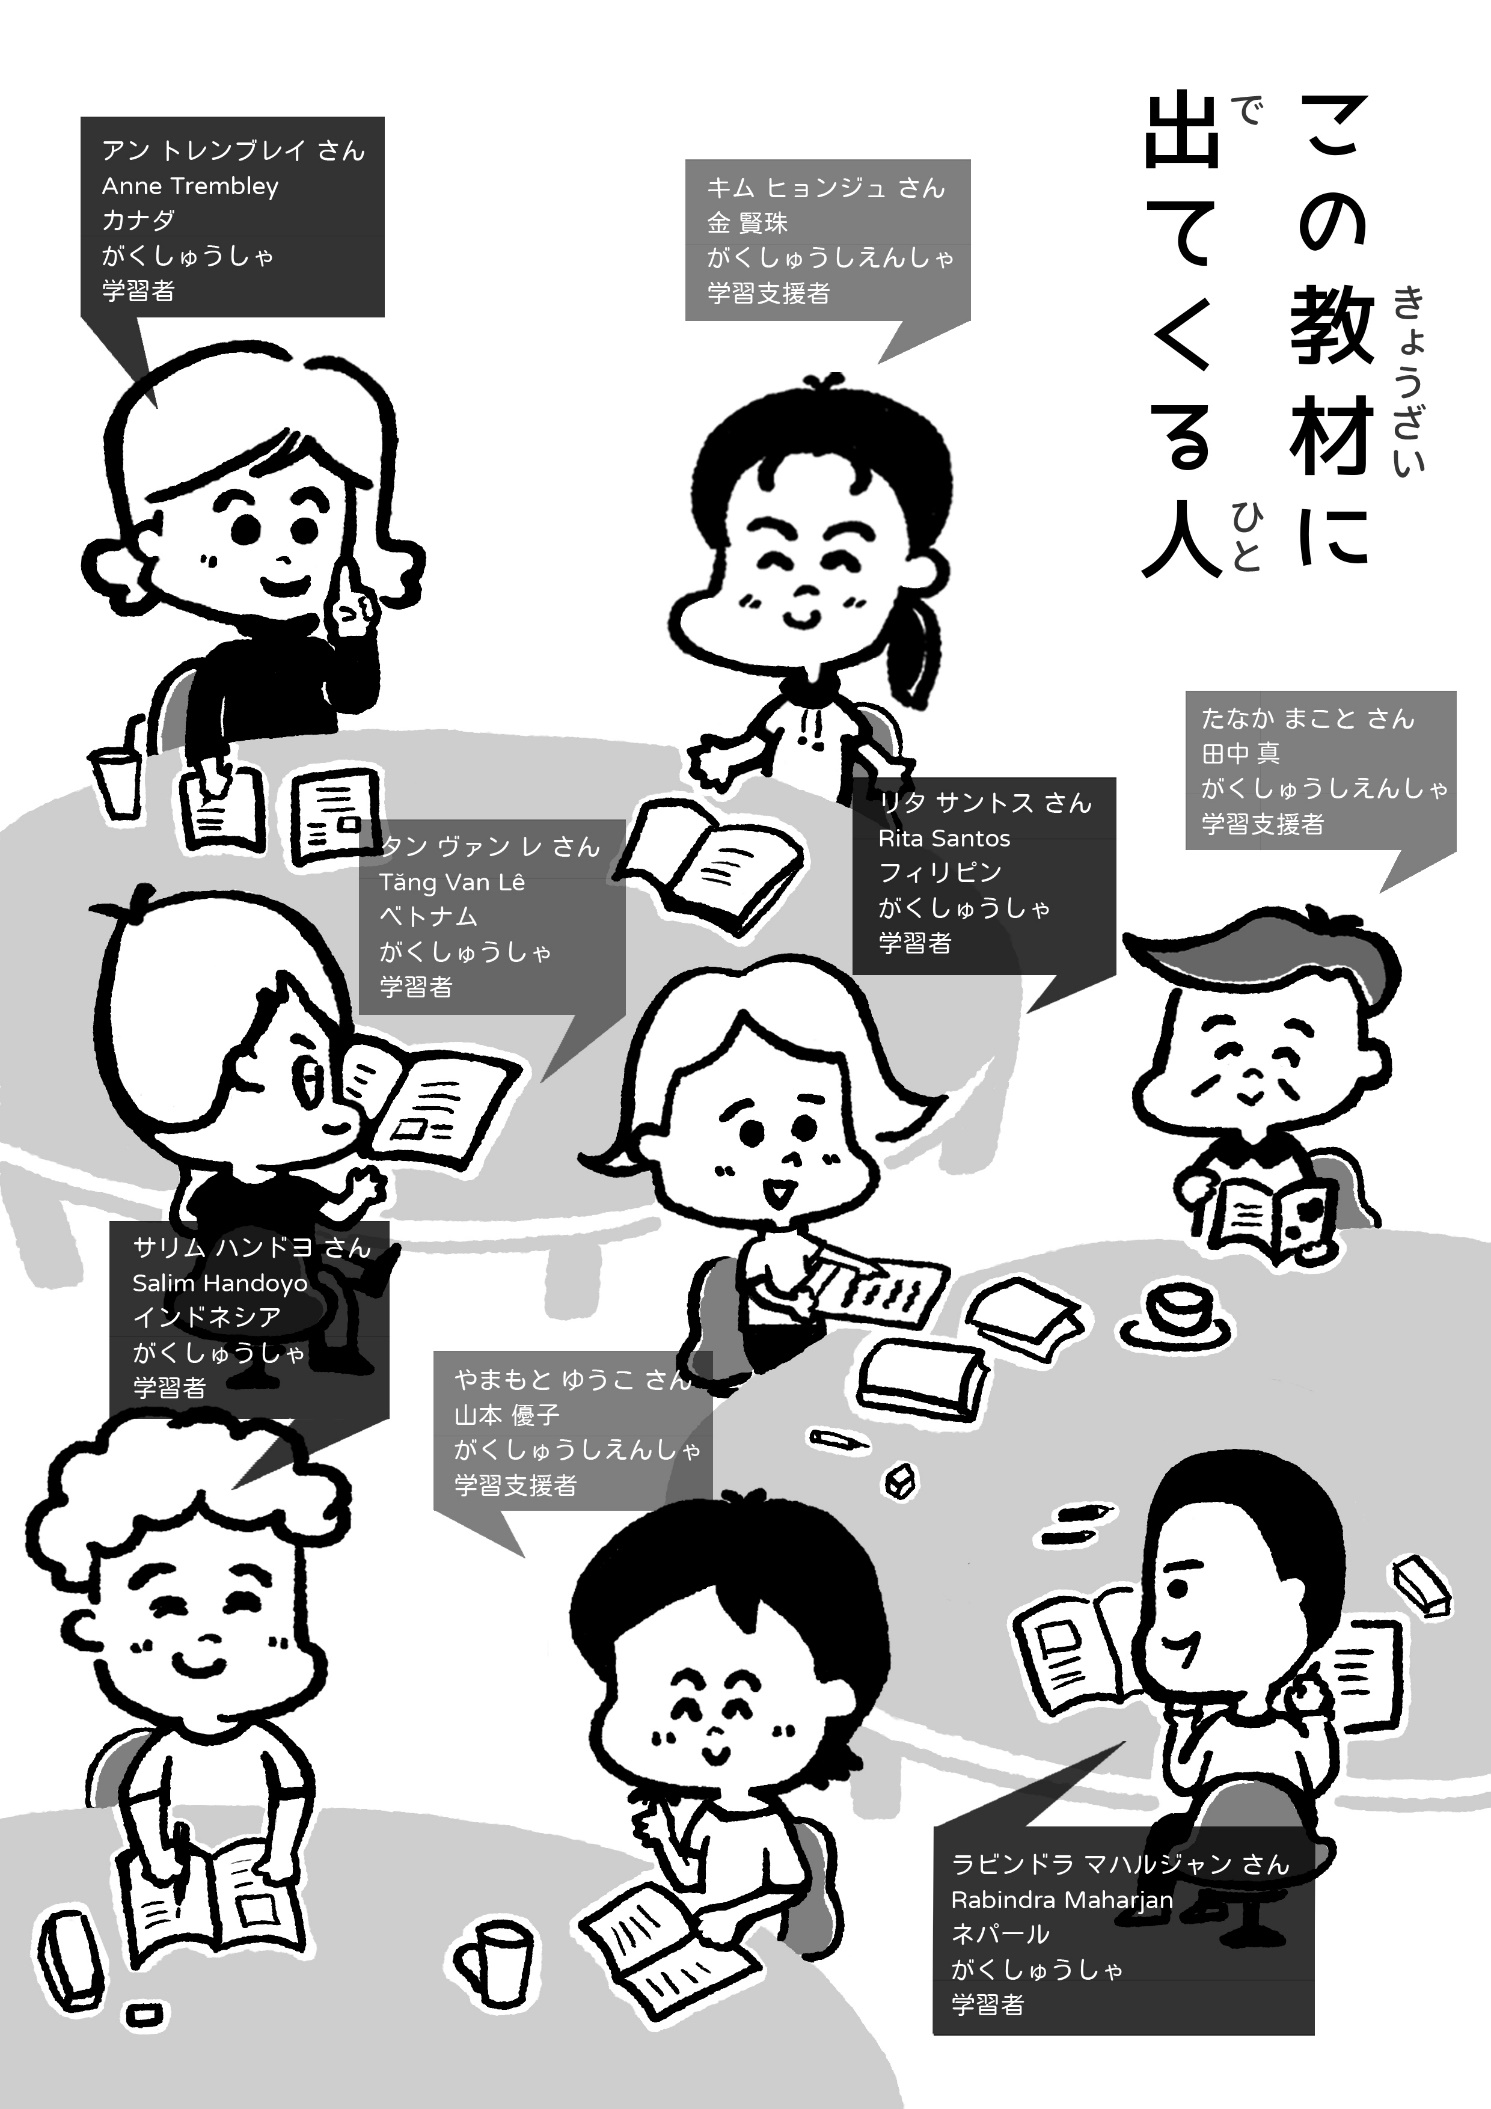 この教材に
きょうざい
出てくる人
で
ひと
アン トレンブレイ さん
Anne Trembley
カナダ
がくしゅうしゃ
学習者
キム ヒョンジュ さん
金 賢珠
がくしゅうしえんしゃ
学習支援者
たなか まこと さん
田中 真
がくしゅうしえんしゃ
学習支援者
リタ サントス さん
Rita Santos
フィリピン
がくしゅうしゃ
学習者
タン ヴァン レ さん
Tăng Van Lê
ベトナム
がくしゅうしゃ
学習者
サリム ハンドヨ さん
Salim Handoyo
インドネシア
がくしゅうしゃ
学習者
やまもと ゆうこ さん
山本 優子
がくしゅうしえんしゃ
学習支援者
ラビンドラ マハルジャン さん
Rabindra Maharjan
ネパール
がくしゅうしゃ
学習者